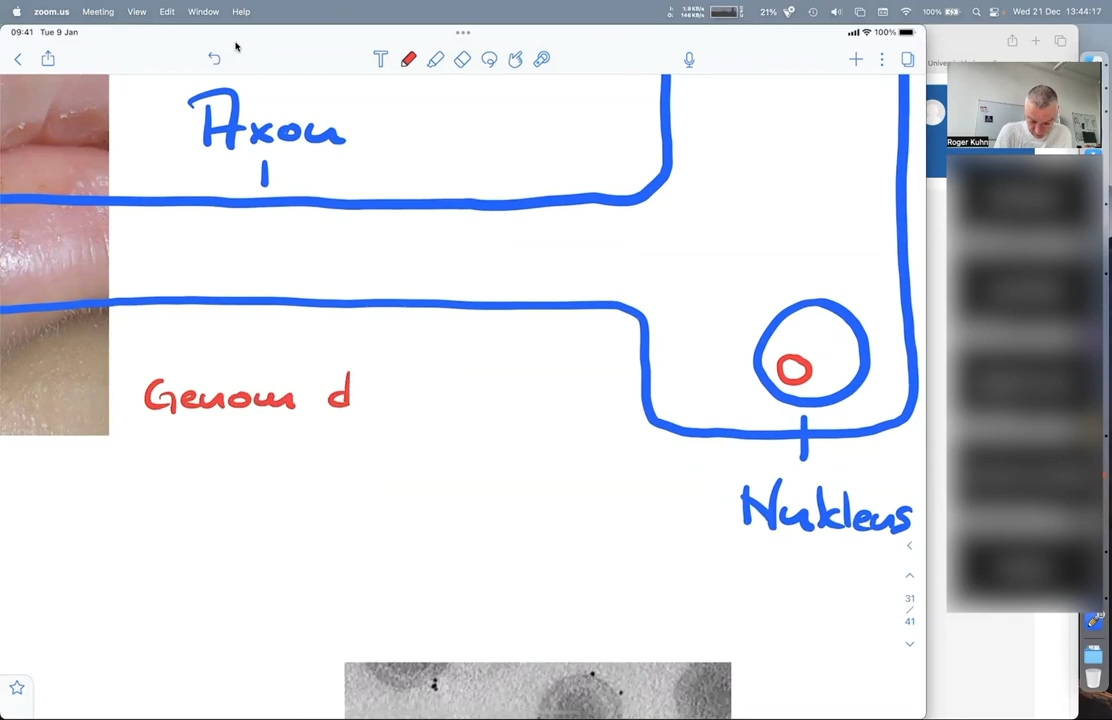 zoom.us Meeting View Edit Window Help
21% 100% Wed 21 Dec 13:44:17
09:41 Tue 9 Jan
100%
Axon
Roger Kuhn
Genom d
Nukleus
31
/
41